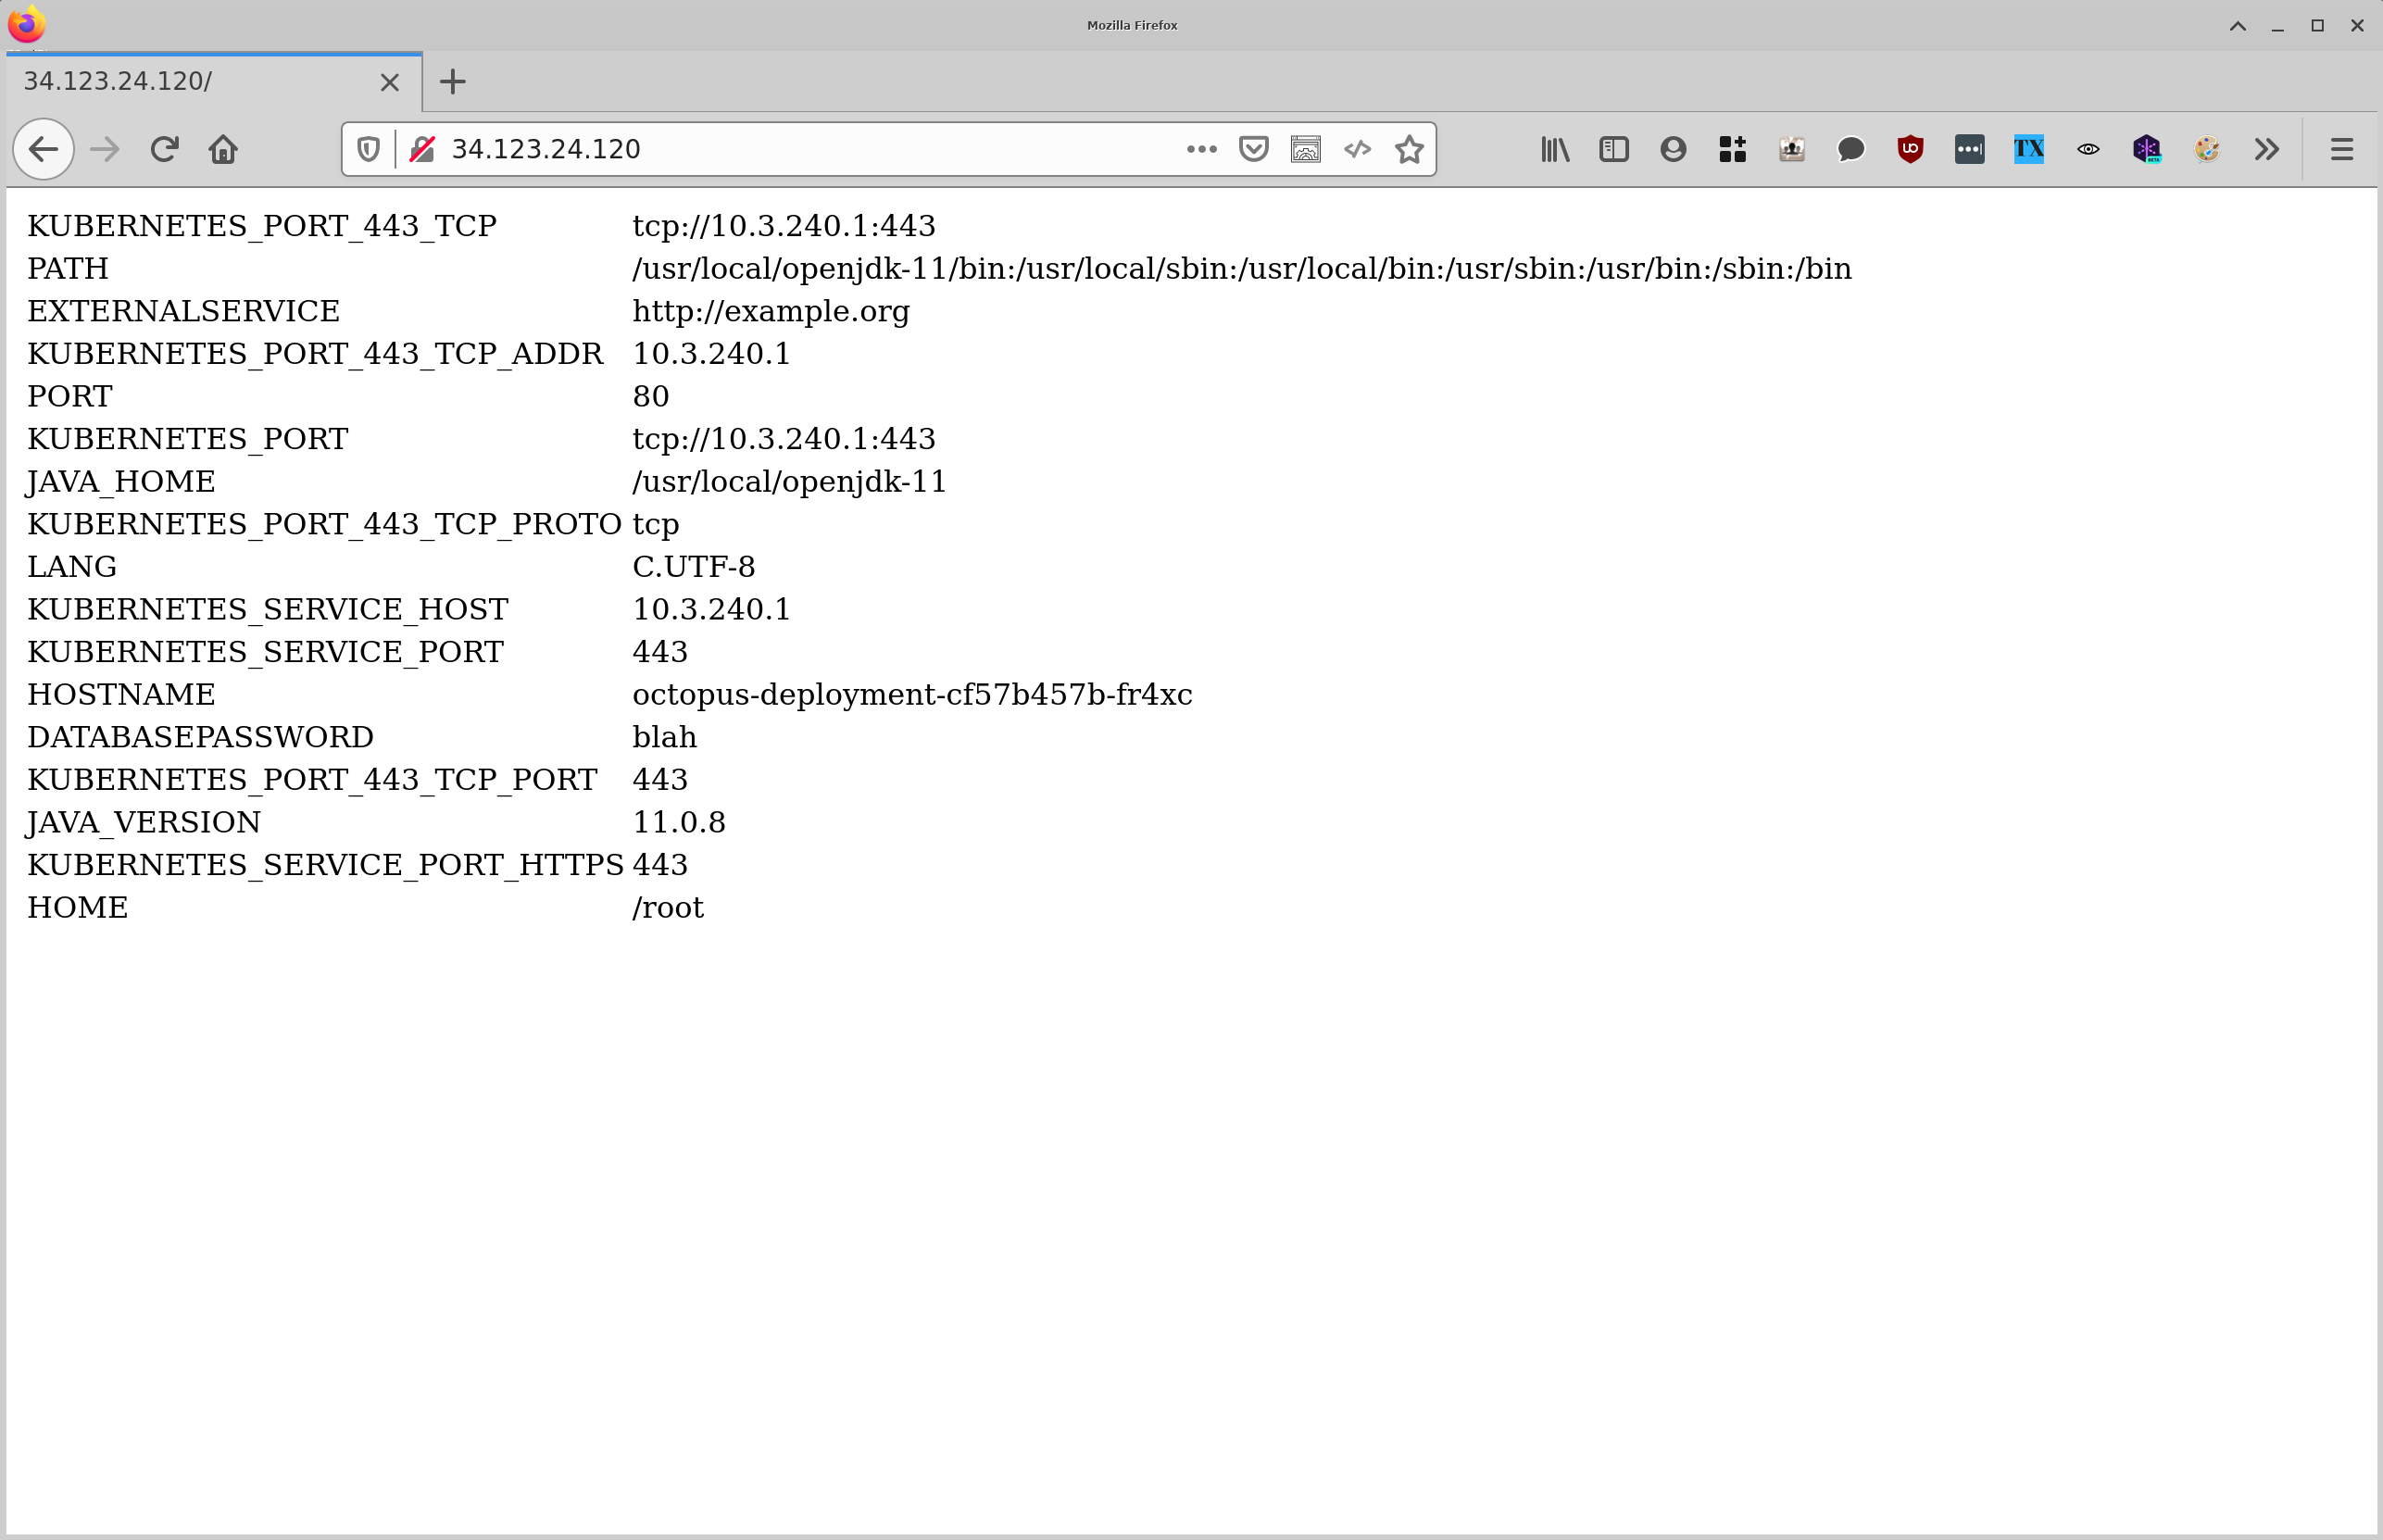 Mozilla Firefox
34.123.24.120/
34.123.24.120
TX
KUBERNETES_PORT_443_TCP tcp://10.3.240.1:443
PATH /usr/local/openjdk-11/bin:/usr/local/sbin:/usr/local/bin:/usr/sbin:/usr/bin:/sbin:/bin
EXTERNALSERVICE http://example.org
KUBERNETES_PORT_443_TCP_ADDR 10.3.240.1
PORT 80
KUBERNETES_PORT tcp://10.3.240.1:443
JAVA_HOME /usr/local/openjdk-11
KUBERNETES_PORT_443_TCP_PROTO tcp
LANG C.UTF-8
KUBERNETES_SERVICE_HOST 10.3.240.1
KUBERNETES_SERVICE_PORT 443
HOSTNAME octopus-deployment-cf57b457b-fr4xc
DATABASEPASSWORD blah
KUBERNETES_PORT_443_TCP_PORT 443
JAVA_VERSION 11.0.8
KUBERNETES_SERVICE_PORT_HTTPS 443
HOME /root